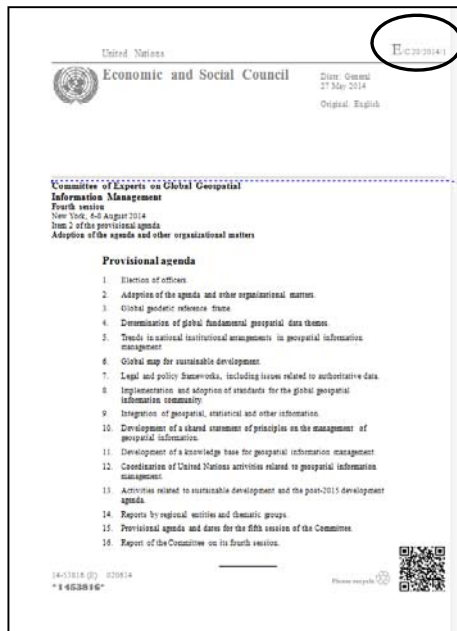 United Nations
E/C.20/2014/1
Economic and Social Council
Distr.: General
27 May 2014
Original: English
Committee of Experts on Global Geospatial
Information Management
Fourth session
New York, 6-8 August 2014
Item 2 of the provisional agenda
Adoption of the agenda and other organizational matters
Provisional agenda
1. Election of officers.
2. Adoption of the agenda and other organizational matters.
3. Global geodetic reference frame.
4. Determination of global fundamental geospatial data themes.
5. Trends in national institutional arrangements in geospatial information
management.
6. Global map for sustainable development.
7. Legal and policy frameworks, including issues related to authoritative data.
8. Implementation and adoption of standards for the global geospatial
information community.
9. Integration of geospatial, statistical and other information.
10. Development of a shared statement of principles on the management of
geospatial information.
11. Development of a knowledge base for geospatial information management.
12. Coordination of United Nations activities related to geospatial information
management.
13. Activities related to sustainable development and the post-2015 development
agenda.
14. Reports by regional entities and thematic groups.
15. Provisional agenda and dates for the fifth session of the Committee.
16. Report of the Committee on its fourth session.
14-53816 (E) 020614
*1453816*
Please recycle